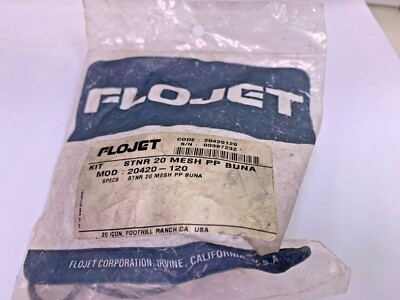 FLOJET
FLOJET
CODE: 20420120
S/N : 00397232
KIT STNR 20 MESH PP BUNA
MOD : 20420-120
SPECS : STNR 20 MESH PP BUNA
20 ICON, FOOTHILL RANCH CA, USA
FLOJET CORPORATION IRVINE, CALIFORNIA U.S.A